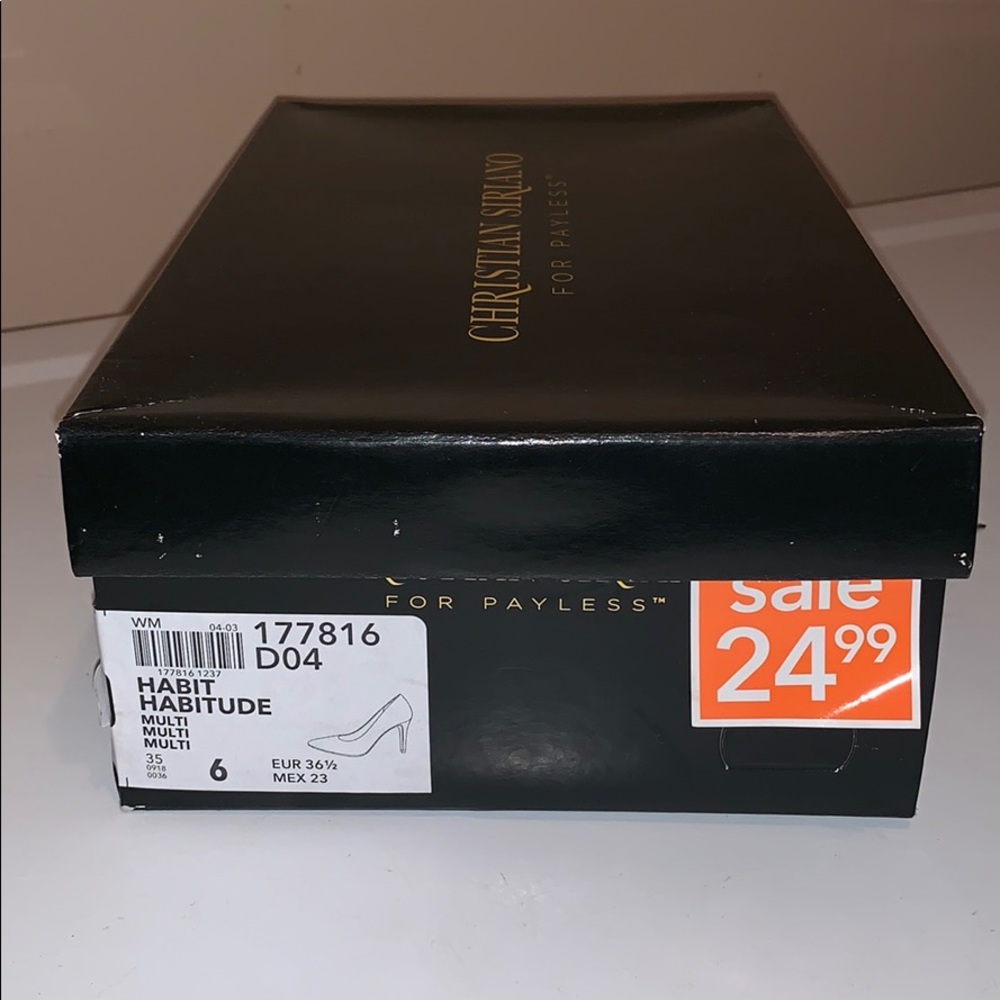 CHRISTIAN SIRIANO
FOR PAYLESS™
FOR PAYLESS™
sale
24⁹⁹
WM 04-03
177816
D04
177816 1237
HABIT
HABITUDE
MULTI
MULTI
MULTI
35
0918
0036
6
EUR 36½
MEX 23